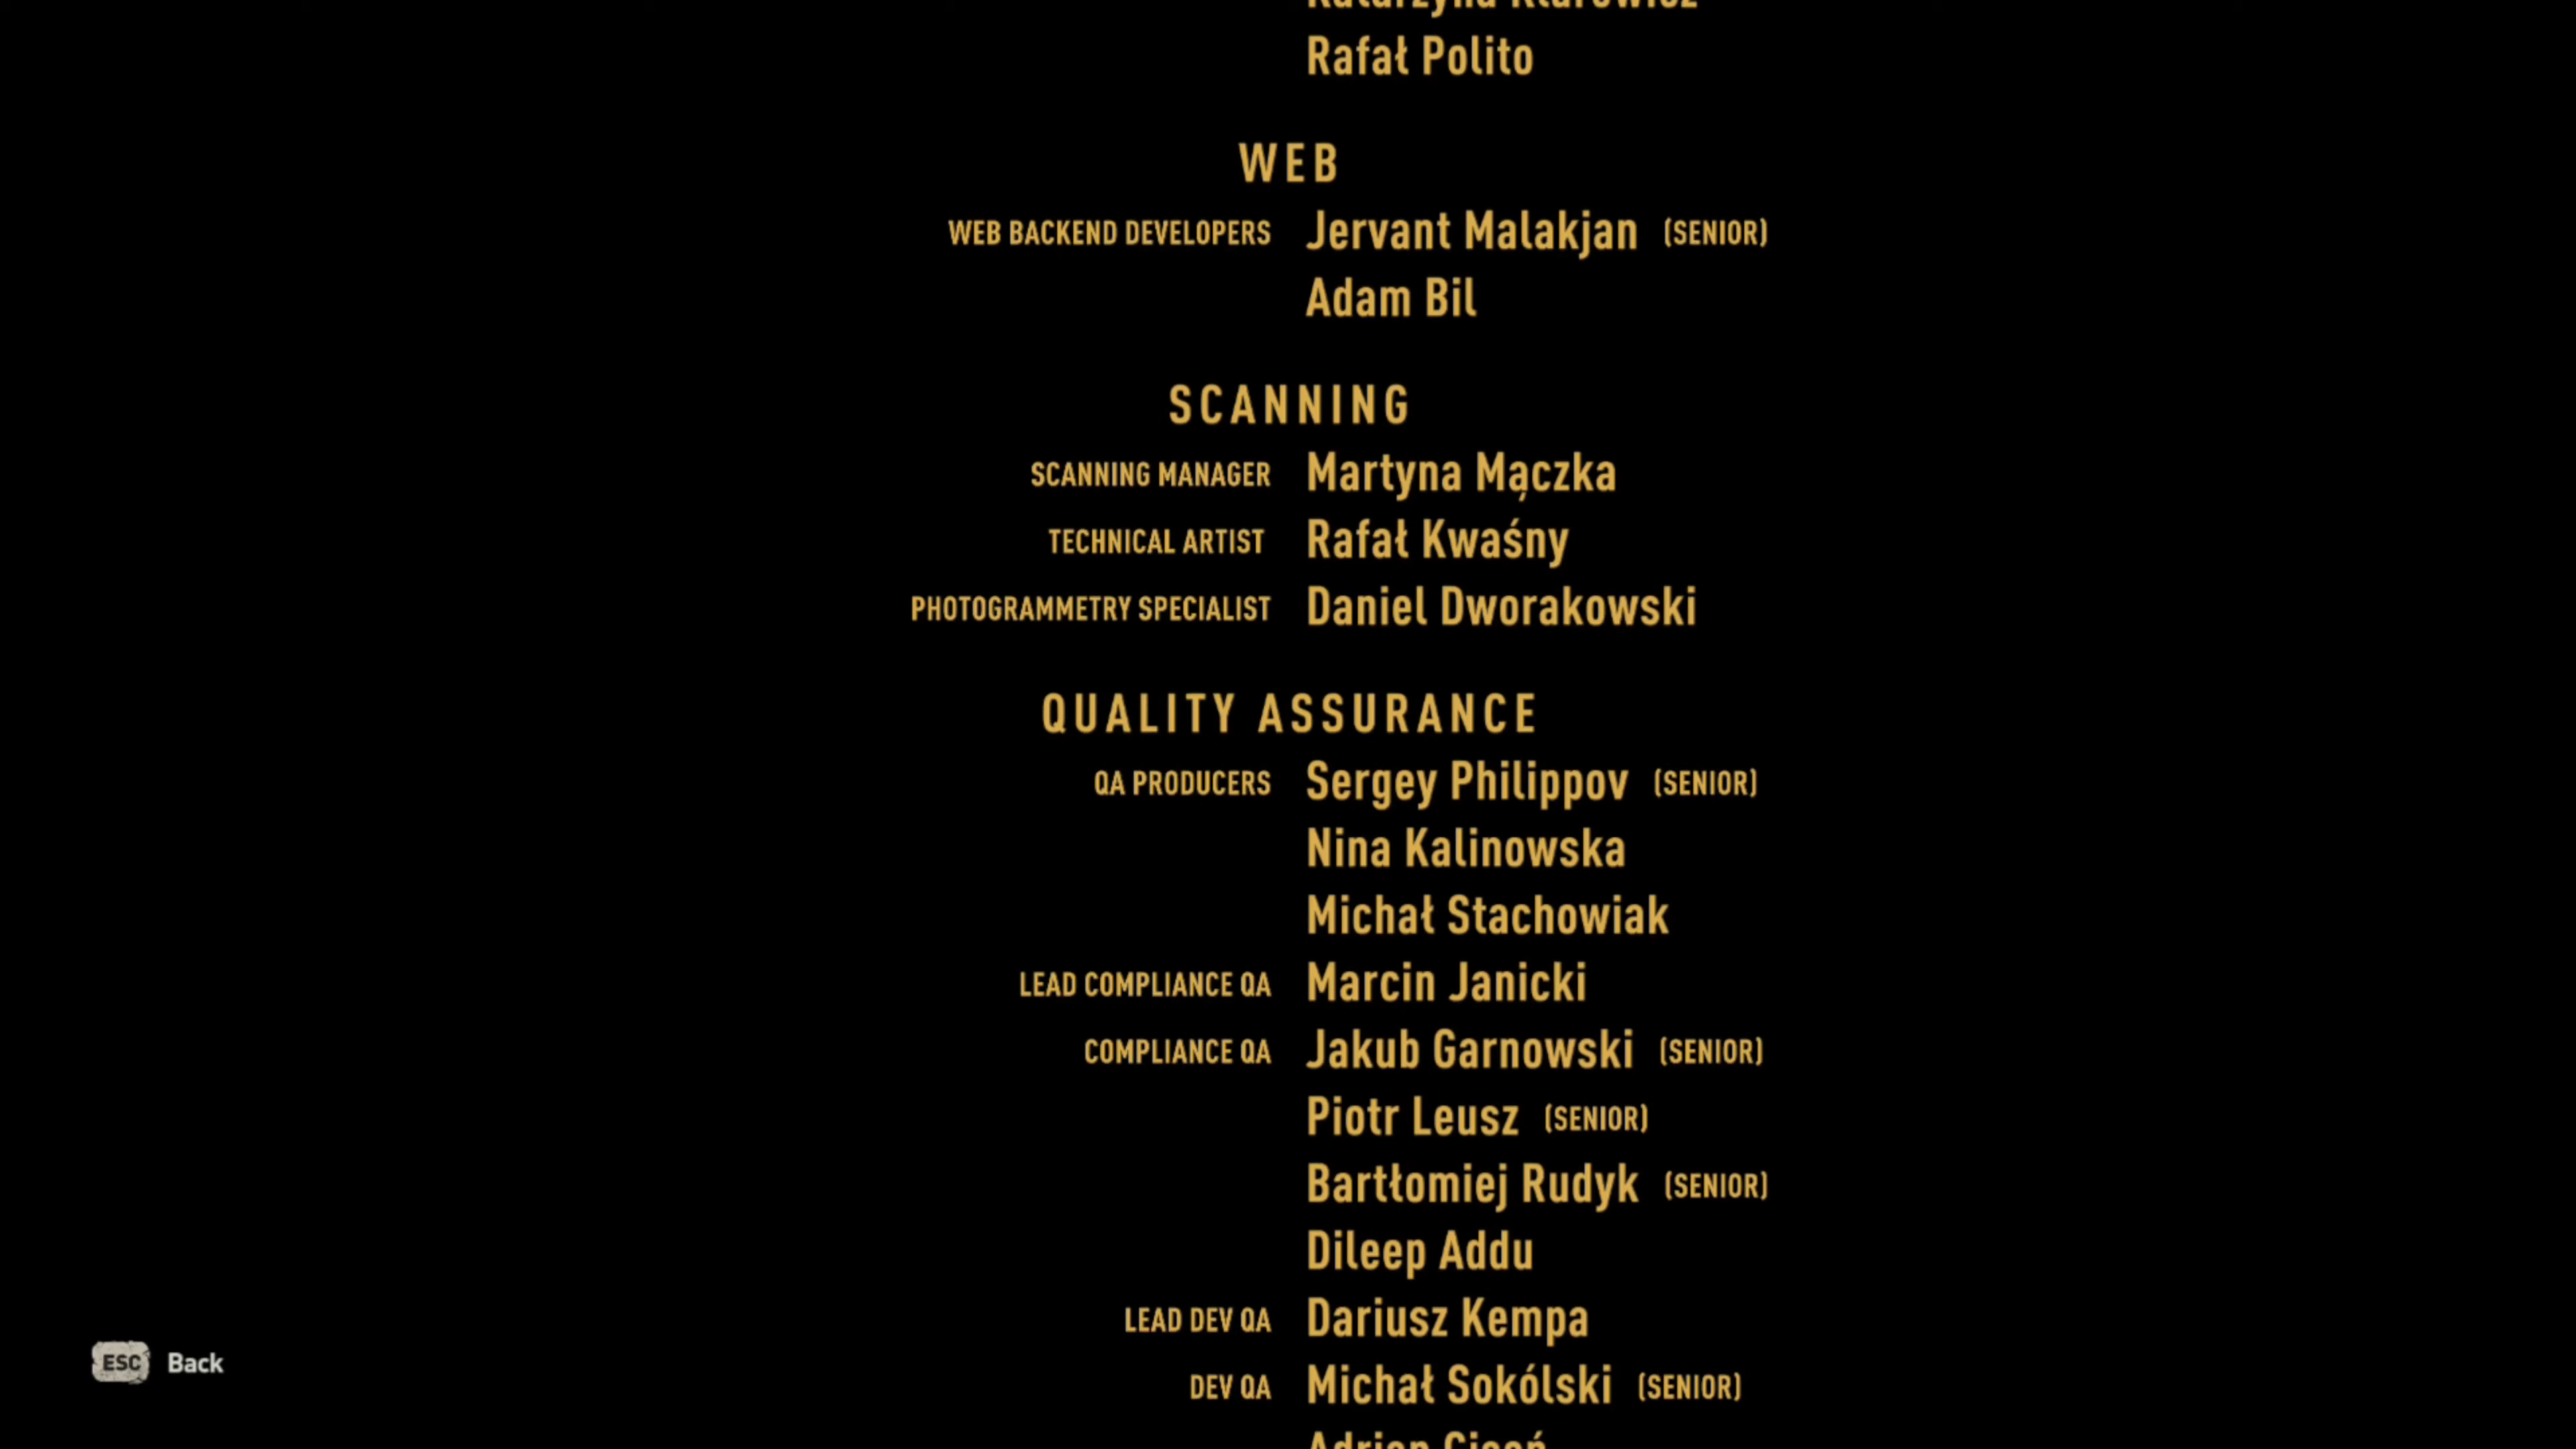 Rafał Polito
WEB
WEB BACKEND DEVELOPERS Jervant Malakjan (SENIOR)
Adam Bil
SCANNING
SCANNING MANAGER Martyna Mączka
TECHNICAL ARTIST Rafał Kwaśny
PHOTOGRAMMETRY SPECIALIST Daniel Dworakowski
QUALITY ASSURANCE
QA PRODUCERS Sergey Philippov (SENIOR)
Nina Kalinowska
Michał Stachowiak
LEAD COMPLIANCE QA Marcin Janicki
COMPLIANCE QA Jakub Garnowski (SENIOR)
Piotr Leusz (SENIOR)
Bartłomiej Rudyk (SENIOR)
Dileep Addu
LEAD DEV QA Dariusz Kempa
DEV QA Michał Sokólski (SENIOR)
ESC Back